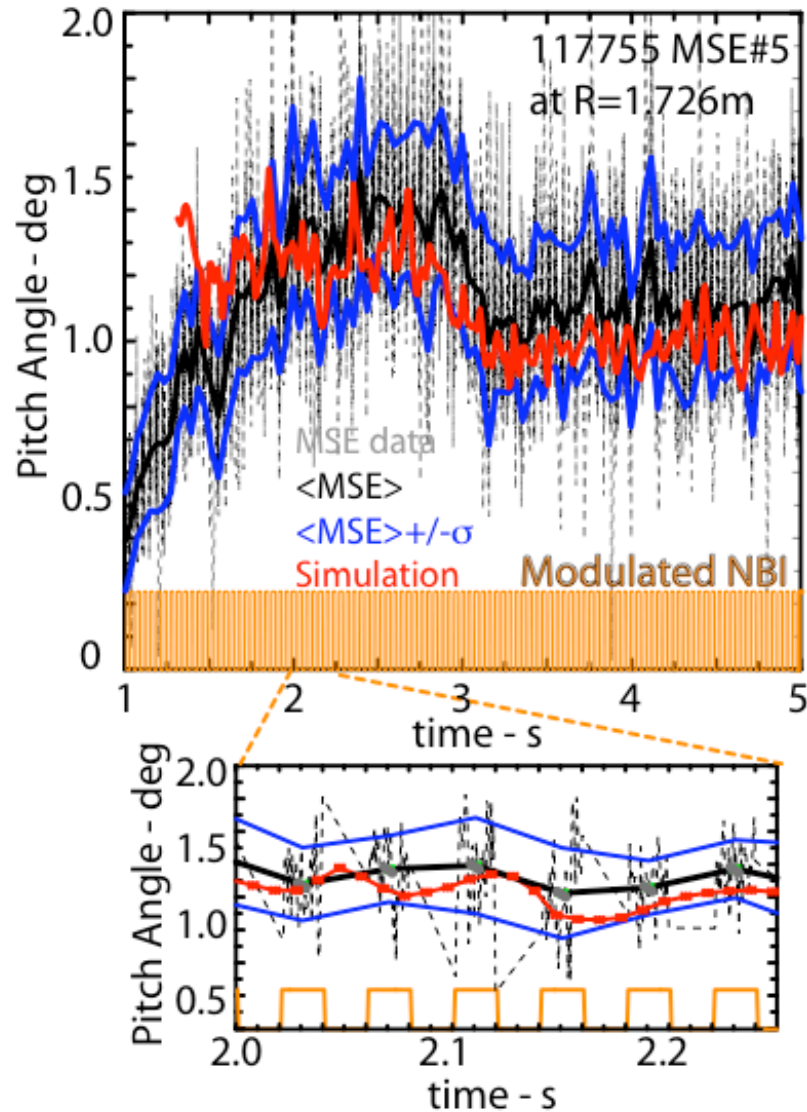 117755 MSE#5
at R=1.726m
Pitch Angle - deg
2.0
1.5
1.0
0.5
0
MSE data
<MSE>
<MSE>+/-σ
Simulation
Modulated NBI
1
2
3
4
5
time - s
Pitch Angle - deg
2.0
1.5
1.0
0.5
2.0
2.1
2.2
time - s